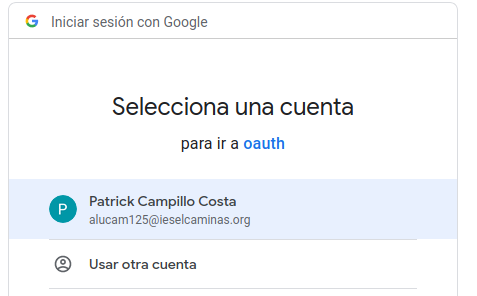 Iniciar sesión con Google
Selecciona una cuenta
para ir a oauth
P
Patrick Campillo Costa
alucam125@ieselcaminas.org
Usar otra cuenta